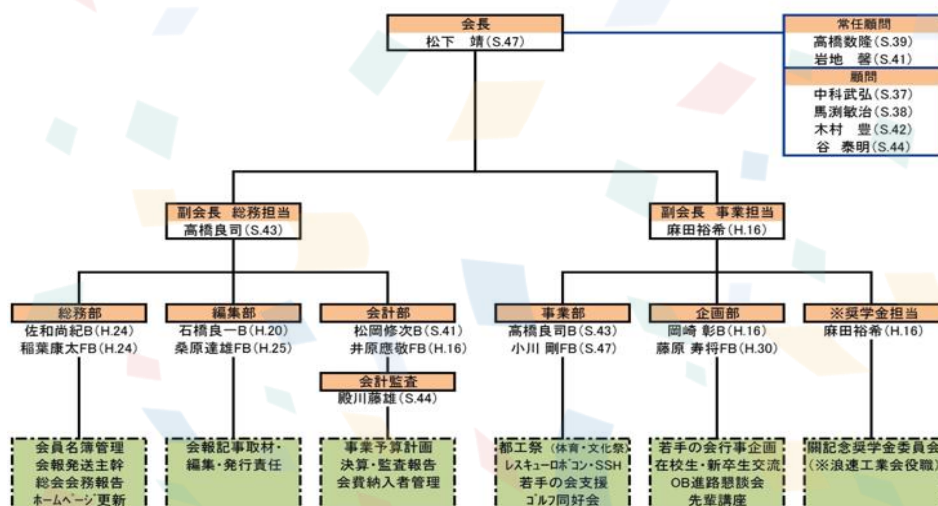 会長
松下 靖(S.47)
常任顧問
高橋数隆(S.39)
岩地 馨(S.41)
顧問
中科武弘(S.37)
馬渕敏治(S.38)
木村 豊(S.42)
谷 泰明(S.44)
副会長 総務担当
高橋良司(S.43)
副会長 事業担当
麻田裕希(H.16)
総務部
佐和尚紀B(H.24)
稲葉康太FB(H.24)
編集部
石橋良一B(H.20)
桑原達雄FB(H.25)
会計部
松岡修次B(S.41)
井原應敬FB(H.16)
会計監査
殿川藤雄(S.44)
事業部
高橋良司B(S.43)
小川 剛FB(S.47)
企画部
岡崎 彰B(H.16)
藤原 寿将FB(H.30)
※奨学金担当
麻田裕希(H.16)
会員名簿管理
会報発送主幹
総会会務報告
ホームページ更新
会報記事取材・
編集・発行責任
事業予算計画
決算・監査報告
会費納入者管理
都工祭(体育・文化祭)
レスキューロボコン・SSH
若手の会支援
ゴルフ同好会
若手の会行事企画
在校生・新卒生交流
OB進路懇談会
先輩講座
關記念奨学金委員会
(※浪速工業会役職)